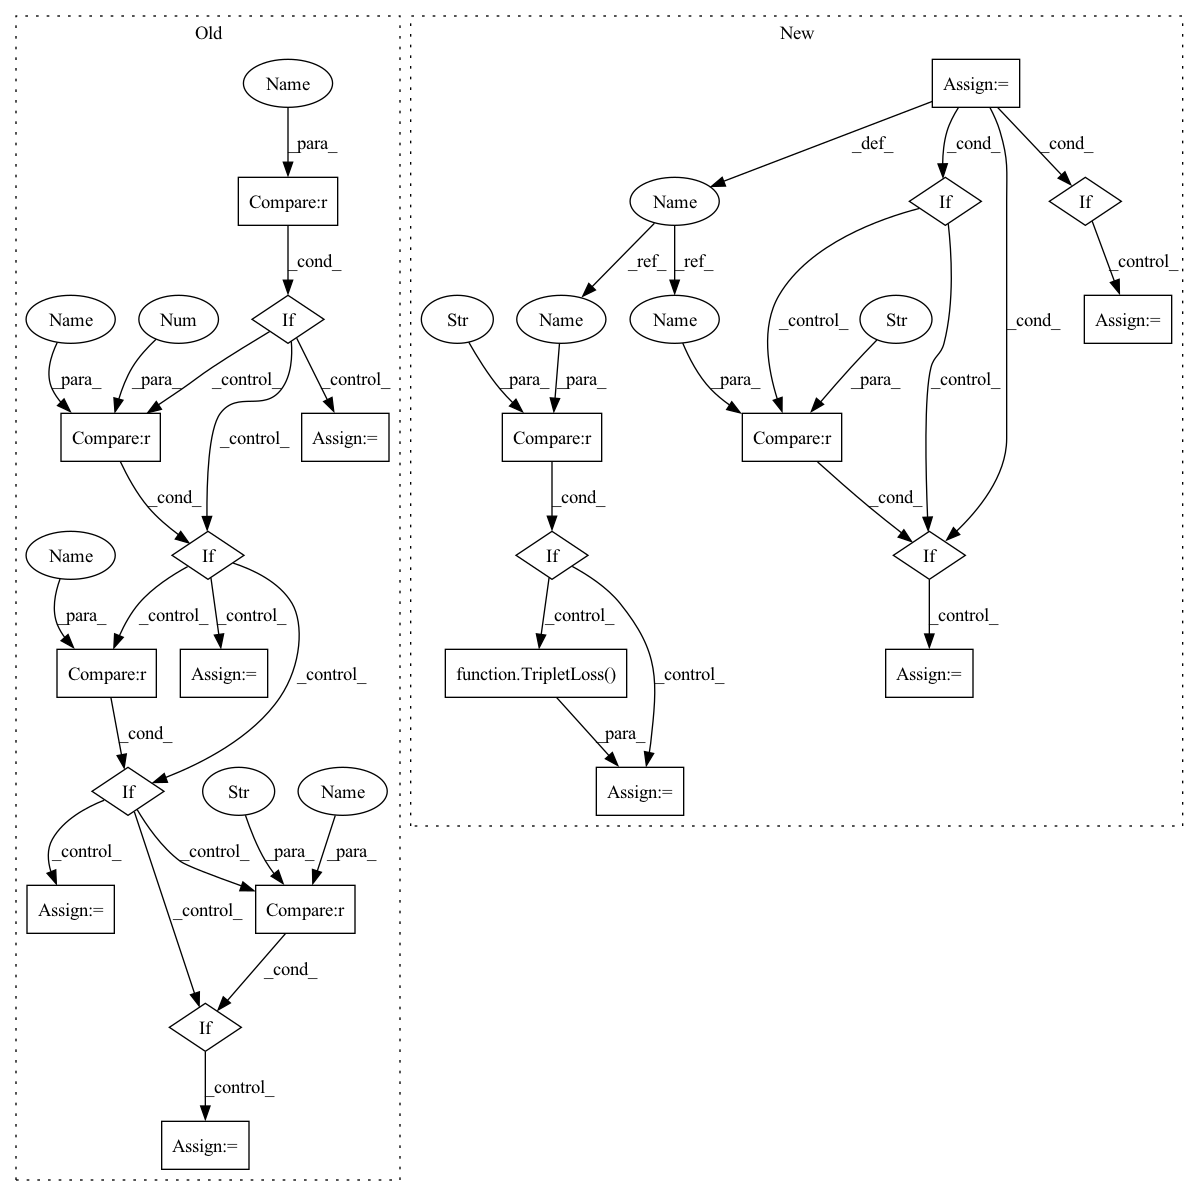 Old
New
Name
Assign:=
_para_
_def_
_cond_
_cond_
Compare:r
Name
If
If
_cond_
_ref_
_ref_
_control_
Name
Num
If
Str
Name
Name
_control_
Str
_cond_
Assign:=
_para_
_para_
_control_
_control_
_para_
_para_
_para_
_para_
_control_
Compare:r
_control_
Assign:=
Compare:r
Compare:r
_cond_
_cond_
_cond_
Name
If
If
If
_para_
_control_
_control_
_control_
_control_
_control_
Compare:r
Assign:=
_control_
function.TripletLoss()
_control_
Assign:=
_cond_
_para_
If
Str
Name
Assign:=
_control_
_control_
_para_
_para_
Assign:=
_control_
Compare:r
_cond_
If
_control_
Assign:=